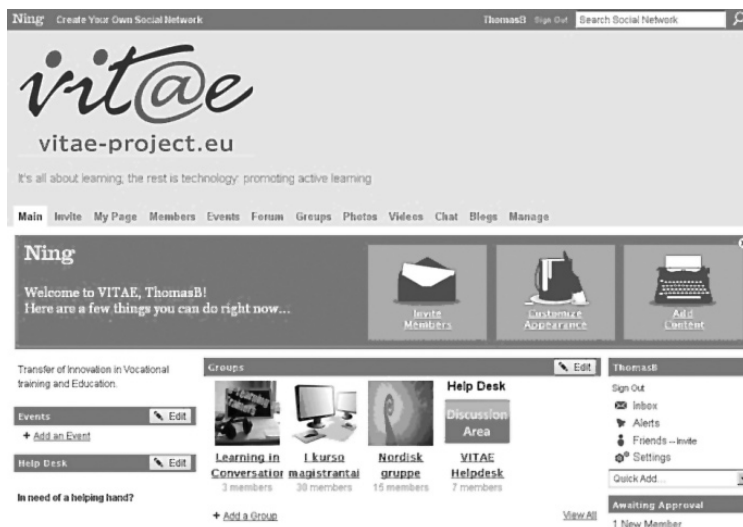 Ning Create Your Own Social Network ThomasB Sign Out Search Social Network
vit@e
vitae-project.eu
It's all about learning; the rest is technology: promoting active learning
Main Invite My Page Members Events Forum Groups Photos Videos Chat Blogs Manage
Ning
Welcome to VITAE, ThomasB!
Here are a few things you can do right now...
Invite Members
Customize Appearance
Add Content
Transfer of Innovation in Vocational
training and Education.
Events Edit
+ Add an Event
Help Desk Edit
In need of a helping hand?
Groups Edit
Learning in
Conversation
3 members
I kurso
magistrantai
Nordisk
gruppe
15 members
Help Desk
Discussion
Area
VITAE
Helpdesk
7 members
+ Add a Group View All
ThomasB
Sign Out
Inbox
Alerts
Friends – Invite
Settings
Quick Add...
Awaiting Approval
1 New Member